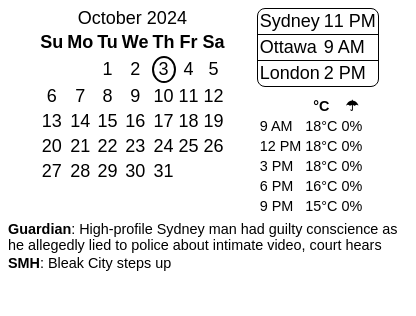 October 2024
Su Mo Tu We Th Fr Sa
1 2 3 4 5
6 7 8 9 10 11 12
13 14 15 16 17 18 19
20 21 22 23 24 25 26
27 28 29 30 31
Sydney 11 PM
Ottawa 9 AM
London 2 PM
°C ☂
9 AM 18°C 0%
12 PM 18°C 0%
3 PM 18°C 0%
6 PM 16°C 0%
9 PM 15°C 0%
Guardian: High-profile Sydney man had guilty conscience as
he allegedly lied to police about intimate video, court hears
SMH: Bleak City steps up